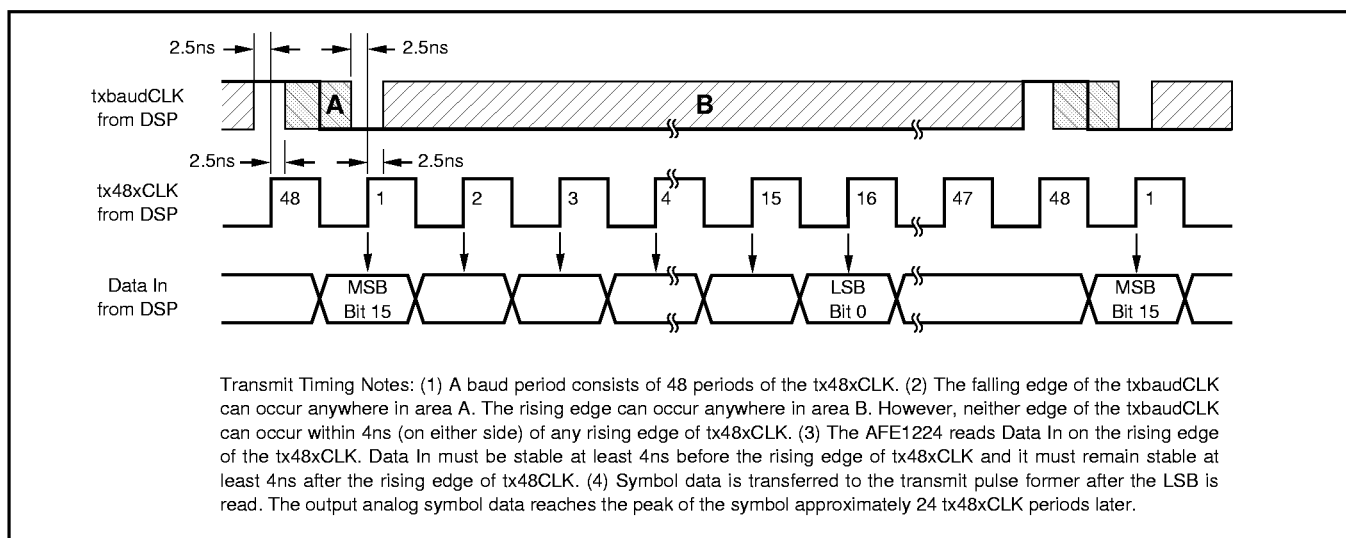 2.5ns
2.5ns
txbaudCLK
from DSP
A
B
2.5ns
2.5ns
tx48xCLK
from DSP
48
1
2
3
4
15
16
47
48
1
Data In
from DSP
MSB
Bit 15
LSB
Bit 0
MSB
Bit 15
Transmit Timing Notes: (1) A baud period consists of 48 periods of the tx48xCLK. (2) The falling edge of the txbaudCLK
can occur anywhere in area A. The rising edge can occur anywhere in area B. However, neither edge of the txbaudCLK
can occur within 4ns (on either side) of any rising edge of tx48xCLK. (3) The AFE1224 reads Data In on the rising edge
of the tx48xCLK. Data In must be stable at least 4ns before the rising edge of tx48xCLK and it must remain stable at
least 4ns after the rising edge of tx48CLK. (4) Symbol data is transferred to the transmit pulse former after the LSB is
read. The output analog symbol data reaches the peak of the symbol approximately 24 tx48xCLK periods later.